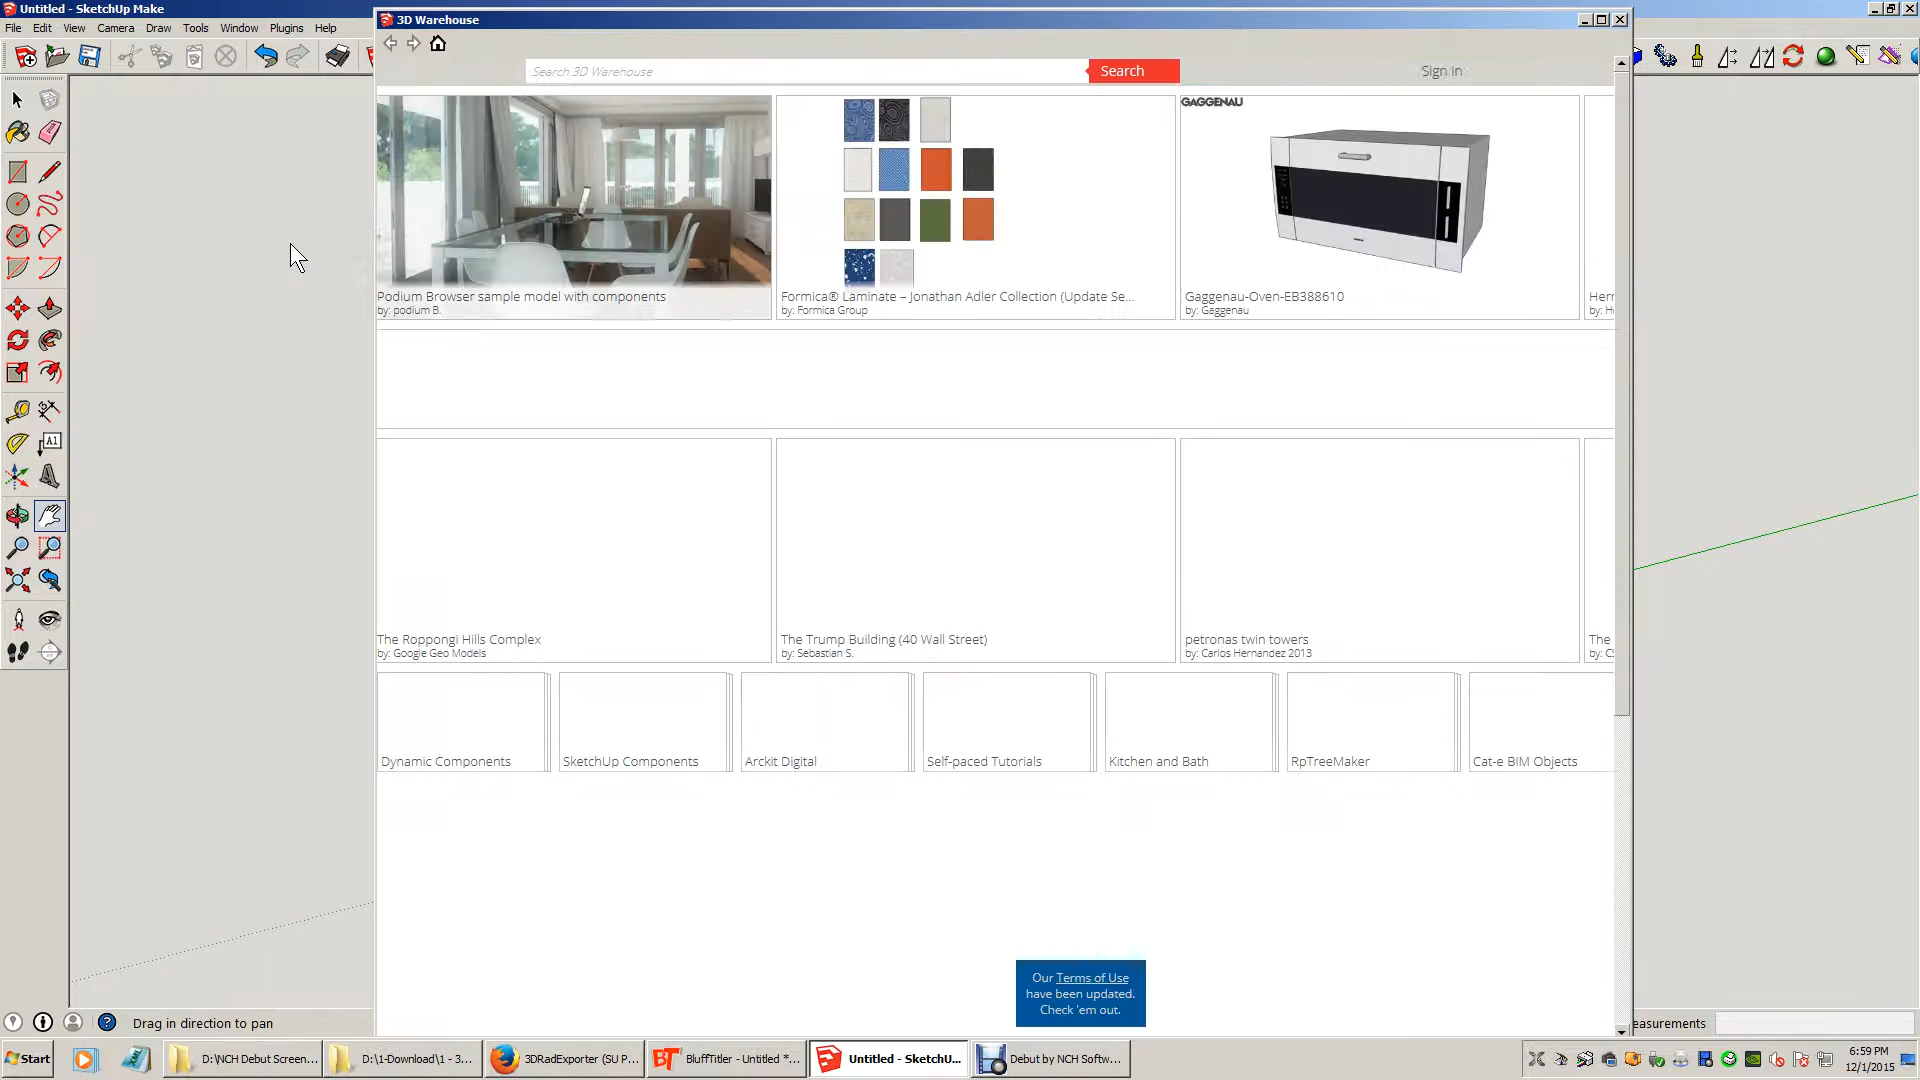 Untitled - SketchUp Make
File Edit View Camera Draw Tools Window Plugins Help
3D Warehouse
Search 3D Warehouse
Search
Sign In
GAGGENAU
Podium Browser sample model with components
by: podium B.
Formica® Laminate – Jonathan Adler Collection (Update Se...
by: Formica Group
Gaggenau-Oven-EB388610
by: Gaggenau
Herr
by: H
The Roppongi Hills Complex
by: Google Geo Models
The Trump Building (40 Wall Street)
by: Sebastian S.
petronas twin towers
by: Carlos Hernandez 2013
The
by: CS
Dynamic Components
SketchUp Components
Arckit Digital
Self-paced Tutorials
Kitchen and Bath
RpTreeMaker
Cat-e BIM Objects
Our Terms of Use
have been updated.
Check 'em out.
Drag in direction to pan
easurements
Start
D:\NCH Debut Screen...
D:\1-Download\1 - 3...
3DRadExporter (SU P...
BluffTitler - Untitled *...
Untitled - SketchU...
Debut by NCH Softw...
6:59 PM
12/1/2015